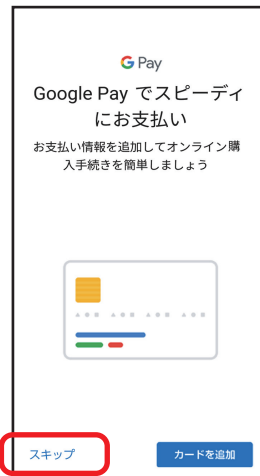 G Pay
Google Pay でスピーディ
にお支払い
お支払い情報を追加してオンライン購
入手続きを簡単しましょう
スキップ
カードを追加